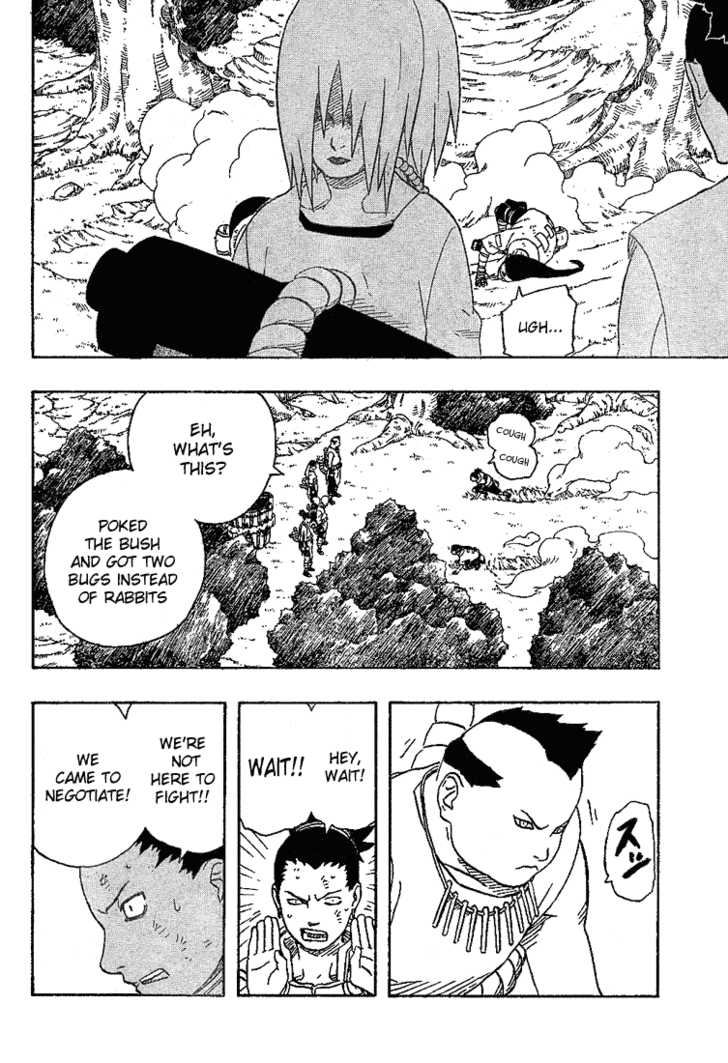 UGH...
EH,
WHAT'S
THIS?
POKED
THE BUSH
AND GOT TWO
BUGS INSTEAD
OF RABBITS
COUGH
COUGH
ズッ
HEY,
WAIT!
WAIT!!
WE'RE
NOT
HERE TO
FIGHT!!
WE
CAME TO
NEGOTIATE!